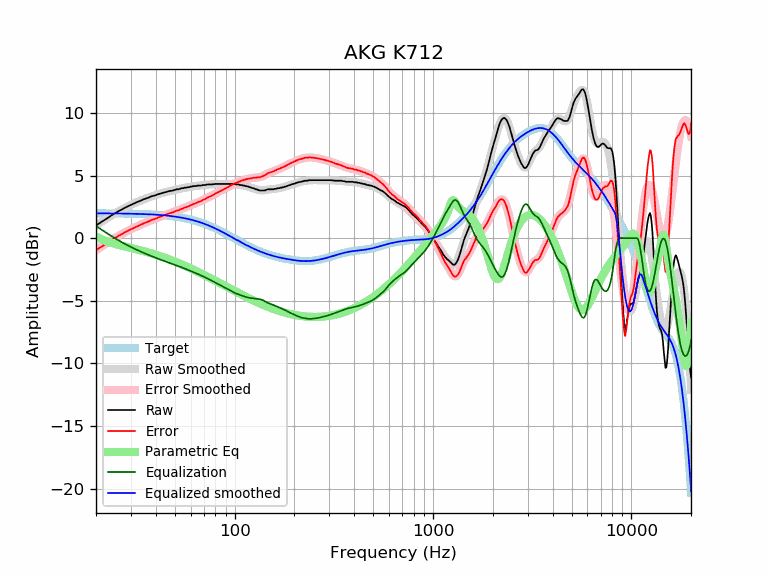 AKG K712
Amplitude (dBr)
10
5
0
−5
−10
−15
−20
Target
Raw Smoothed
Error Smoothed
Raw
Error
Parametric Eq
Equalization
Equalized smoothed
100
1000
10000
Frequency (Hz)